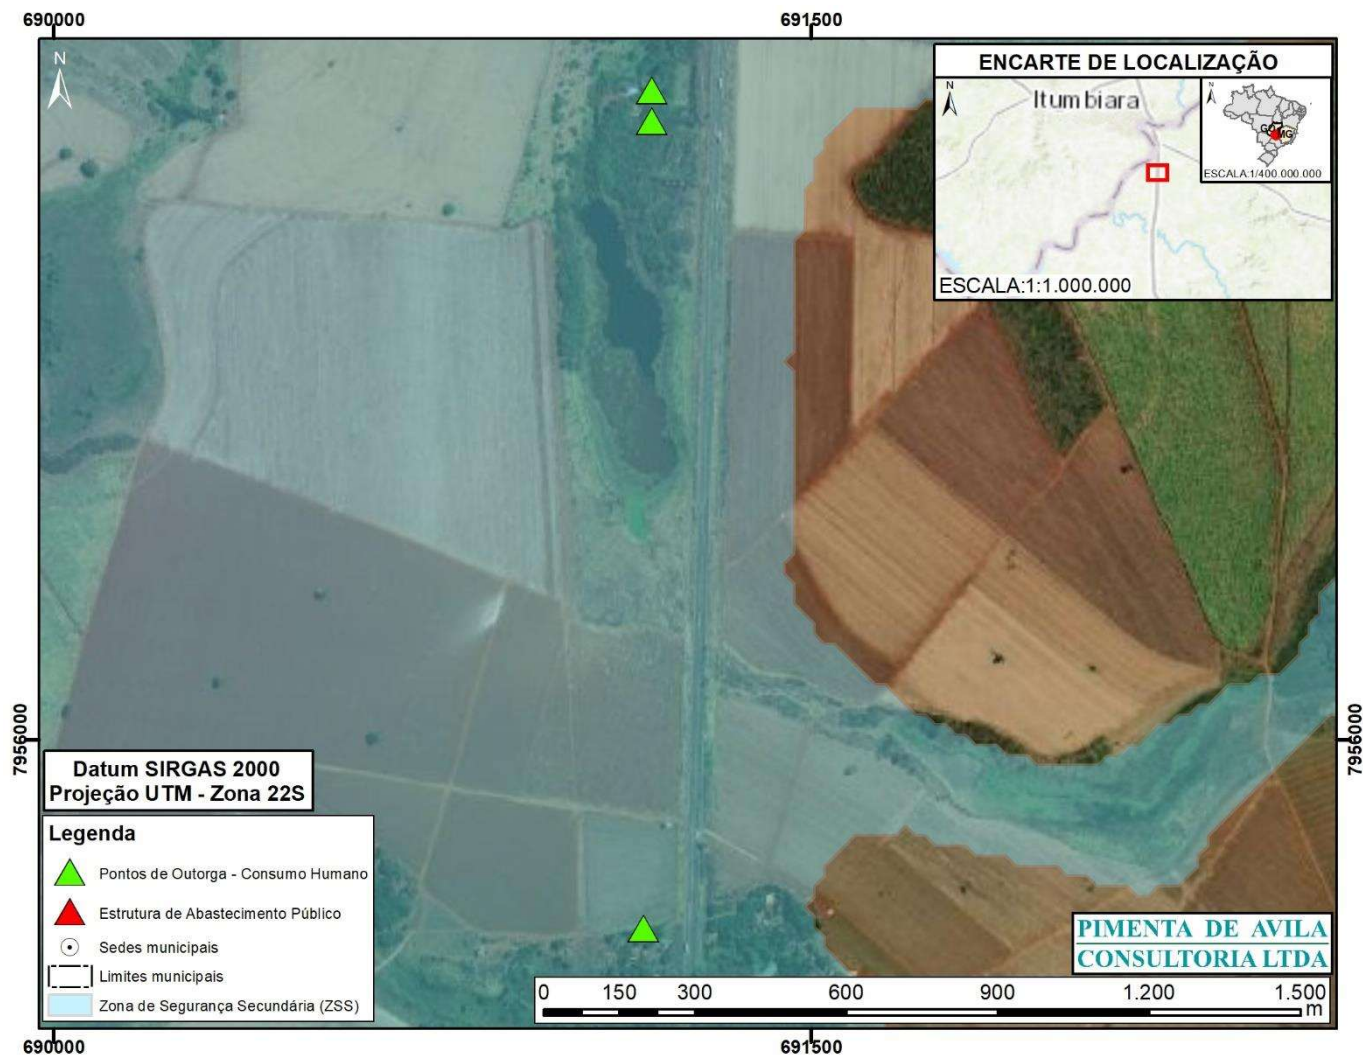 690000
691500
N
ENCARTE DE LOCALIZAÇÃO
N
Itumbiara
N
GO
MG
ESCALA:1/400.000.000
ESCALA:1:1.000.000
7956000
7956000
Datum SIRGAS 2000
Projeção UTM - Zona 22S
Legenda
Pontos de Outorga - Consumo Humano
Estrutura de Abastecimento Público
Sedes municipais
Limites municipais
Zona de Segurança Secundária (ZSS)
PIMENTA DE AVILA
CONSULTORIA LTDA
0 150 300 600 900 1.200 1.500
m
690000
691500